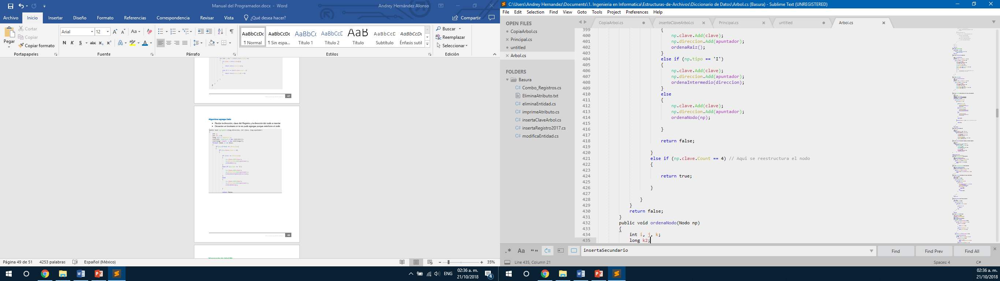 Manual del Programador.docx - Word
Andrey Hernández Alonso
Archivo Inicio Insertar Diseño Formato Referencias Correspondencia Revisar Vista ¿Qué desea hacer? Compartir
Pegar
Cortar
Copiar
Copiar formato
Portapapeles
Arial 12
Fuente
Párrafo
AaBbCcDc AaBbCcDc AaBbCc AaBbCcD AaB AaBbCcD AaBbCcDc
¶ Normal ¶ Sin espa... Título 1 Título 2 Título Subtítulo Énfasis sutil
Estilos
Buscar
Reemplazar
Seleccionar
Edición
47
Algoritmo agrega Dato
Recibe la dirección, clave del Registro y la dirección del nodo a insertar
Devuelve un booleano si no se pudo agregar porque está lleno el nodo
48
Página 49 de 51 4253 palabras Español (México) 35%
ENG
02:36 a. m.
21/10/2018
4
C:\Users\Andrey Hernandez\Documents\1. Ingenieria en Informatica\Estructuras-de-Archivos\Diccionario de Datos\Arbol.cs (Basura) - Sublime Text (UNREGISTERED)
File Edit Selection Find View Goto Tools Project Preferences Help
OPEN FILES
CopiaArbol.cs
Principal.cs
untitled
Arbol.cs
FOLDERS
Basura
Combo_Registros.cs
EliminaAtributo.txt
eliminaEntidad.cs
imprimeAtributo.cs
insertaClaveArbol.cs
insertaRegistro2017.cs
modificaEntidad.cs
CopiaArbol.cs insertaClaveArbol.cs Principal.cs untitled Arbol.cs
399 {
400 np.clave.Add(clave);
401 np.direccion.Add(apuntador);
402 ordenaRaiz();
403 }
404 else if (np.tipo == 'I')
405 {
406 np.clave.Add(clave);
407 np.direccion.Add(apuntador);
408 ordenaIntermedio(direccion);
409 }
410 else
411 {
412 np.clave.Add(clave);
413 np.direccion.Add(apuntador);
414 ordenaNodo(np);
415
416 }
417
418 return false;
419
420 }
421 else if (np.clave.Count == 4) // Aqui se reestructura el nodo
422 {
423
424 return true;
425
426 }
427
428 }
429 }
430 return false;
431 }
432 public void ordenaNodo(Nodo np)
433 {
434 int i, j, k;
435 long k2;
insertaSecundario
Find Find Prev Find All
Line 435, Column 21
Spaces: 4 C#
02:36 a. m.
21/10/2018